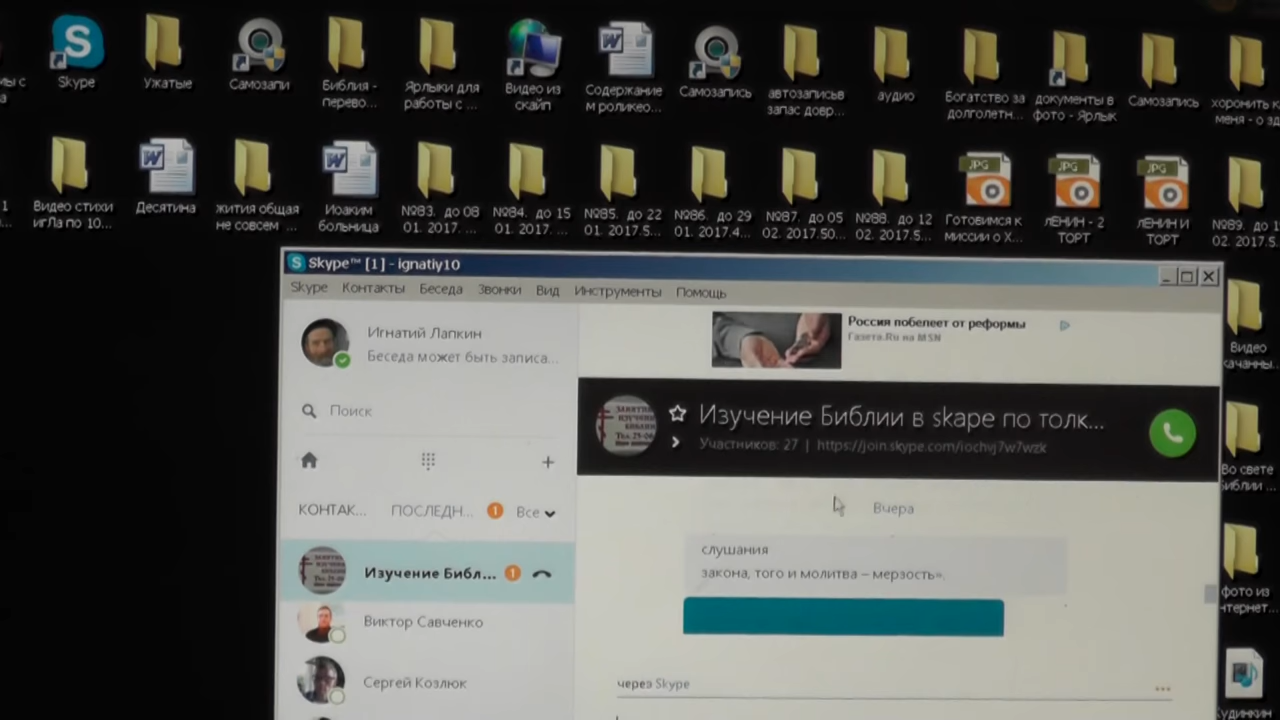 Skype
Ужатые
Самозапи
Библия -
перево...
Ярлыки для
работы с ...
Видео из
скайп
Содержание
м роликео...
Самозапись
автозаписьв
запас довр...
аудио
Богатство за
долголетн...
документы в
фото - Ярлык
Самозапись
хоронить к
меня - о зд
Видео стихи
игЛа по 10...
Десятина
жития общая
не совсем ...
Иоаким
больница
№83. до 08
01. 2017. ...
№84. до 15
01. 2017. ...
№85. до 22
01. 2017.5...
№86. до 29
01. 2017.4...
№87. до 05
02. 2017.50...
№88. до 12
02. 2017.5...
JPG
Готовимся к
миссии о Х...
JPG
лЕНИН - 2
ТОРТ
JPG
лЕНИН И
ТОРТ
№89. до 1
02. 2017.5
Skype™ [1] - ignatiy10
Skype Контакты Беседа Звонки Вид Инструменты Помощь
Игнатий Лапкин
Беседа может быть записа...
Россия побелеет от реформы
Газета.Ru на MSN
Поиск
Изучение Библии в skape по толк...
Участников: 27 | https://join.skype.com/iochvj7w7wzk
КОНТАК... ПОСЛЕДН... 1 Все
Вчера
слушания
закона, того и молитва – мерзость».
Изучение Библ... 1
Виктор Савченко
Сергей Козлюк
через Skype
Видео
качанны
Во свете
Библии ...
фото из